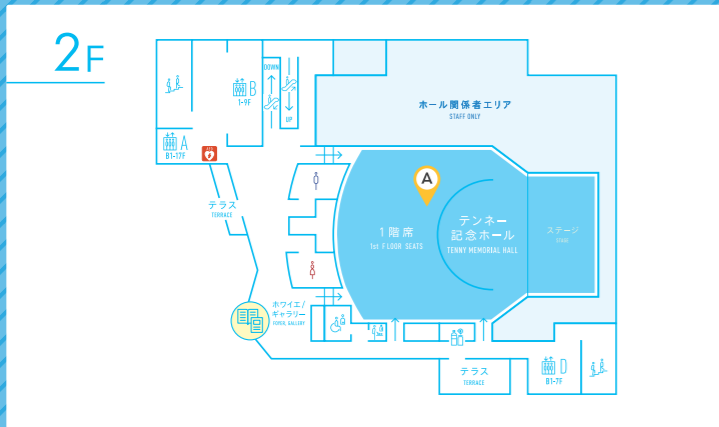 2F
DOWN
B
1-9F
UP
ホール関係者エリア
STAFF ONLY
A
B1-17F
A
テラス
TERRACE
1階席
1st FLOOR SEATS
テンネー
記念ホール
TENNY MEMORIAL HALL
ステージ
STAGE
ホワイエ/
ギャラリー
FOYER, GALLERY
テラス
TERRACE
D
B1-7F